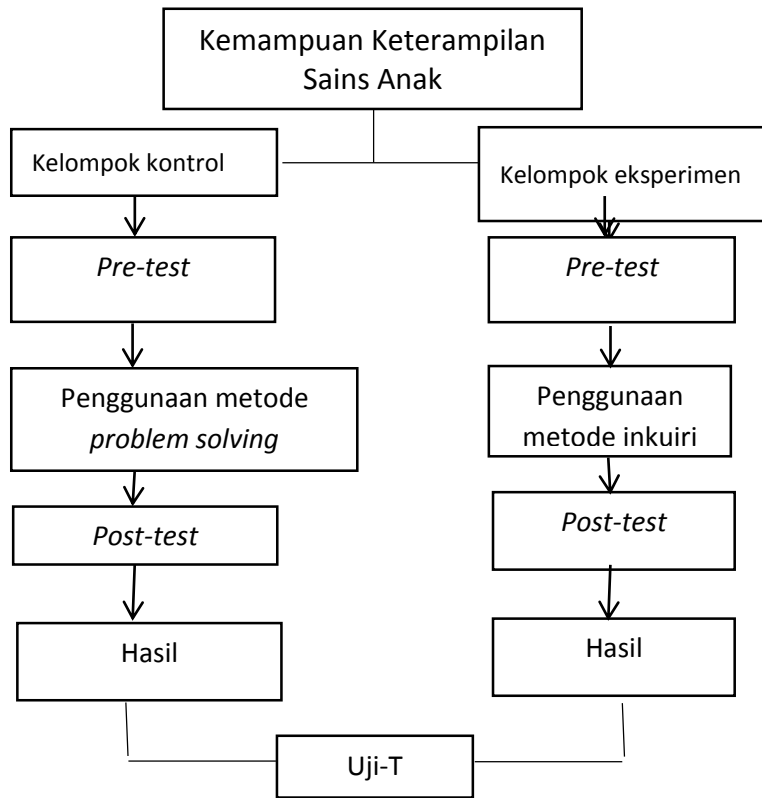 Kemampuan Keterampilan
Sains Anak
Kelompok kontrol
Kelompok eksperimen
Pre-test
Pre-test
Penggunaan metode
problem solving
Penggunaan
metode inkuiri
Post-test
Post-test
Hasil
Hasil
Uji-T